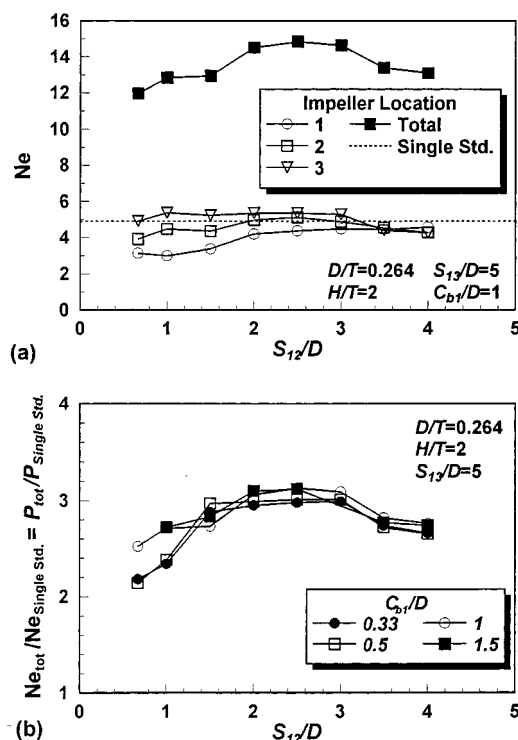 16
14
12
10
8
6
4
2
0
Ne
Impeller Location
1 Total
2 Single Std.
3
D/T=0.264 S13/D=5
H/T=2 Cb1/D=1
0 1 2 3 4 5
S12/D
(a)
4
3
2
1
Netot/NeSingle Std. = Ptot/PSingle Std.
D/T=0.264
H/T=2
S13/D=5
Cb1/D
0.33 1
0.5 1.5
0 1 2 3 4 5
S12/D
(b)